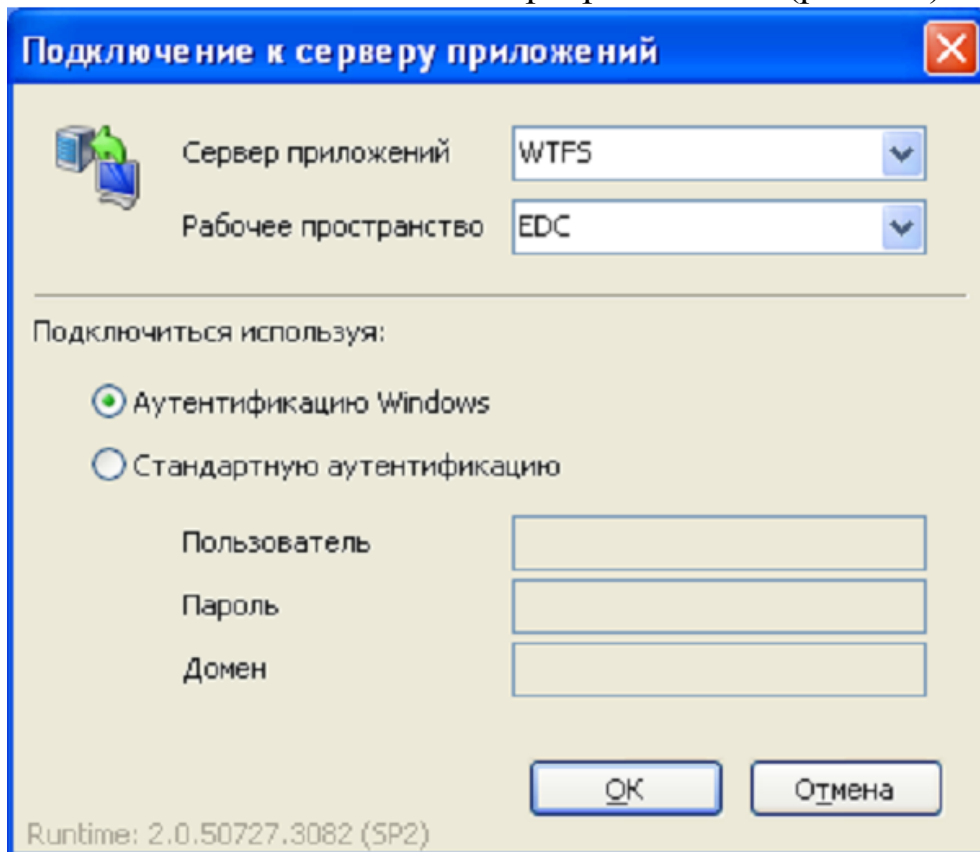 Подключение к серверу приложений
Сервер приложений WTFS
Рабочее пространство EDC
Подключиться используя:
Аутентификацию Windows
Стандартную аутентификацию
Пользователь
Пароль
Домен
OK Отмена
Runtime: 2.0.50727.3082 (SP2)